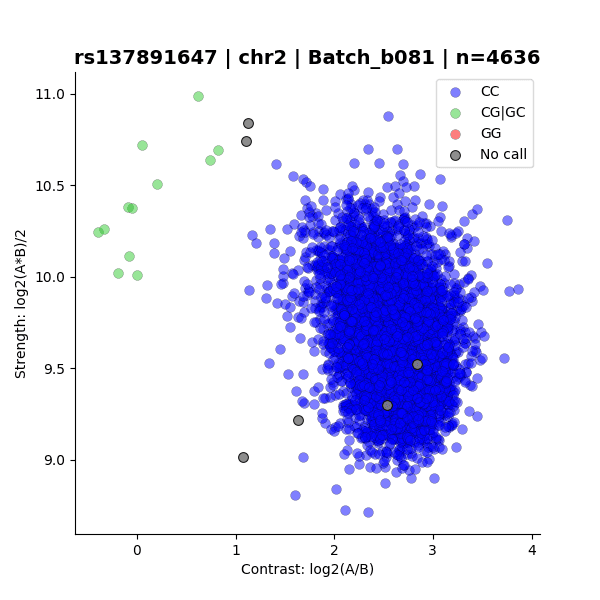 rs137891647 | chr2 | Batch_b081 | n=4636
CC
CG|GC
GG
No call
11.0
10.5
10.0
9.5
9.0
Strength: log2(A*B)/2
0
1
2
3
4
Contrast: log2(A/B)